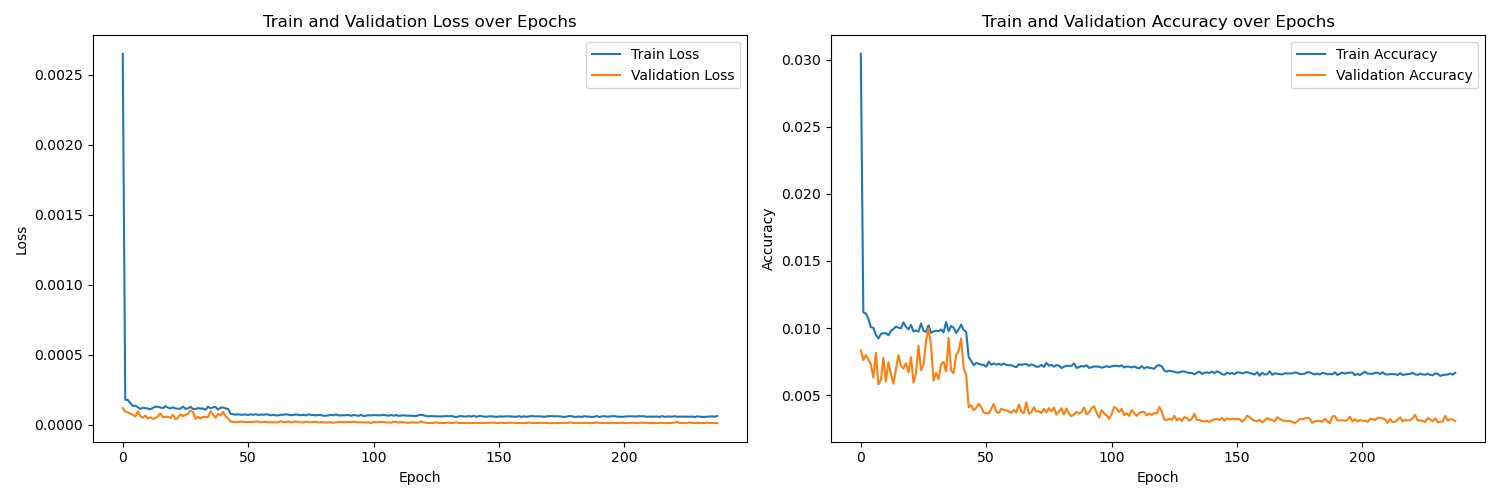 Train and Validation Loss over Epochs
Train Loss
Validation Loss
0.0025
0.0020
0.0015
0.0010
0.0005
0.0000
Loss
0
50
100
150
200
Epoch
Train and Validation Accuracy over Epochs
Train Accuracy
Validation Accuracy
0.030
0.025
0.020
0.015
0.010
0.005
Accuracy
0
50
100
150
200
Epoch